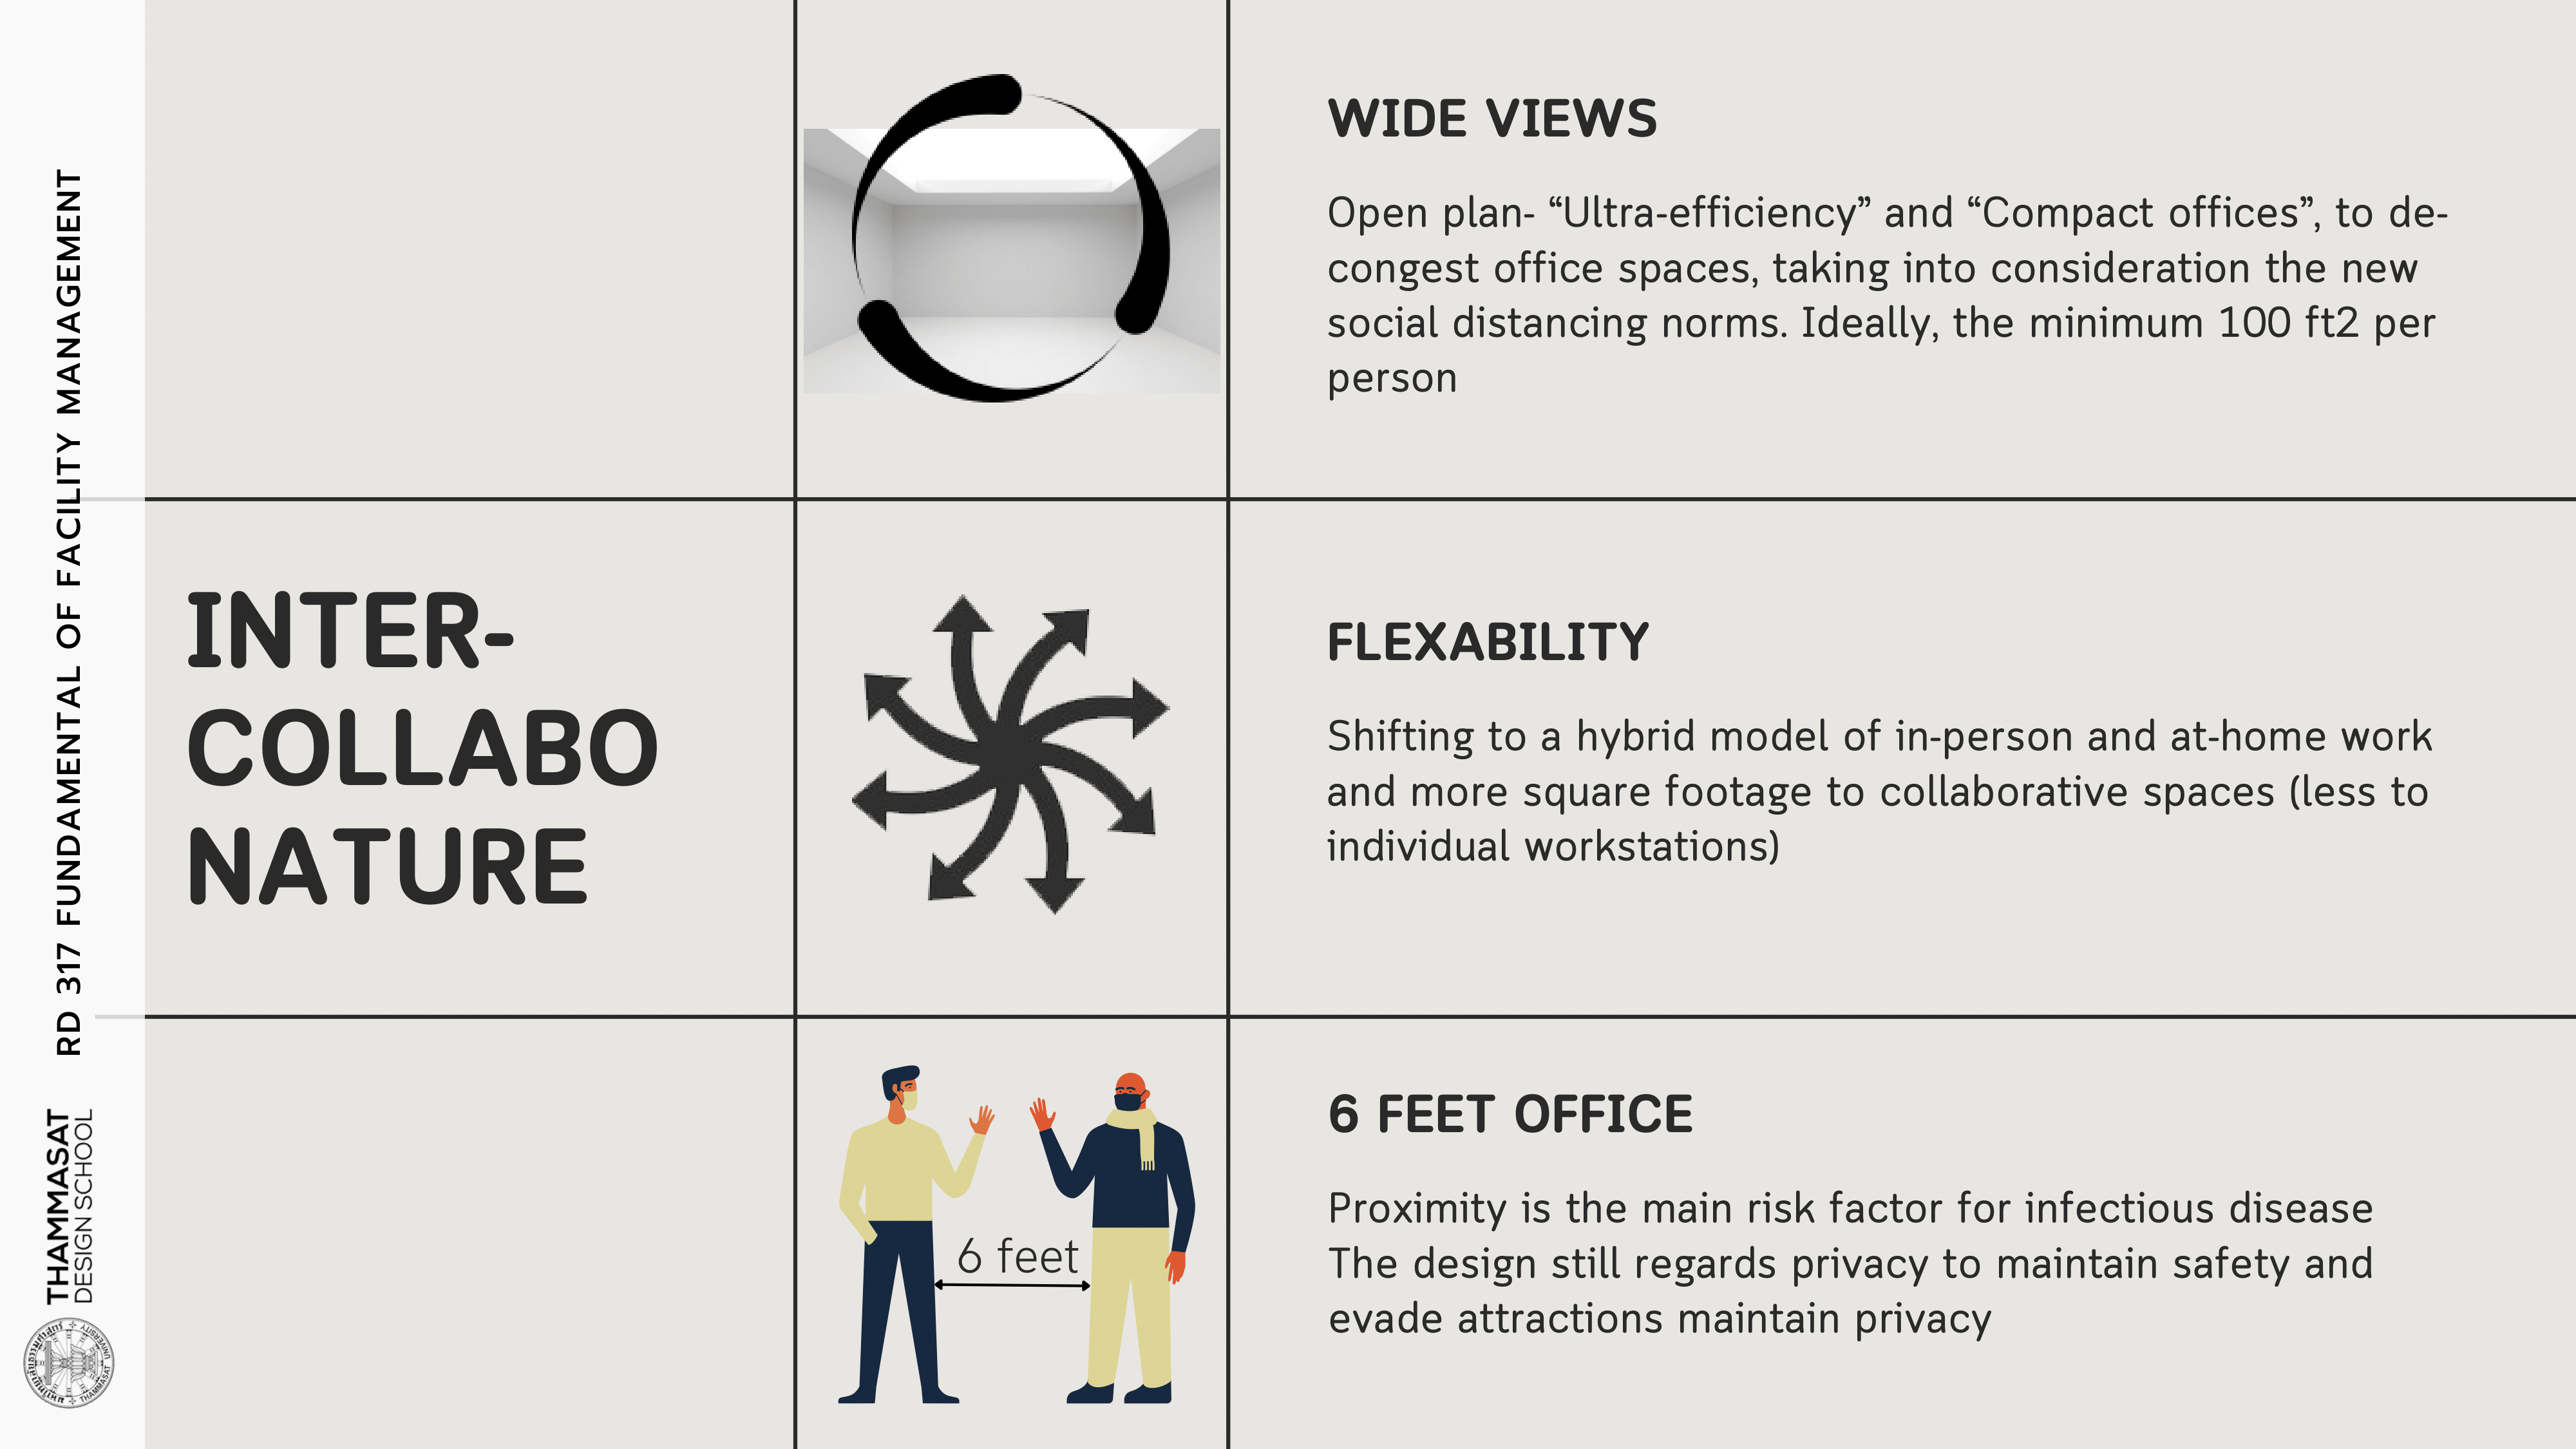 RD 317 FUNDAMENTAL OF FACILITY MANAGEMENT
THAMMASAT
DESIGN SCHOOL
THAMMASAT UNIVERSITY
INTER-
COLLABO
NATURE
WIDE VIEWS
Open plan- “Ultra-efficiency” and “Compact offices”, to de-
congest office spaces, taking into consideration the new
social distancing norms. Ideally, the minimum 100 ft2 per
person
FLEXABILITY
Shifting to a hybrid model of in-person and at-home work
and more square footage to collaborative spaces (less to
individual workstations)
6 feet
6 FEET OFFICE
Proximity is the main risk factor for infectious disease
The design still regards privacy to maintain safety and
evade attractions maintain privacy